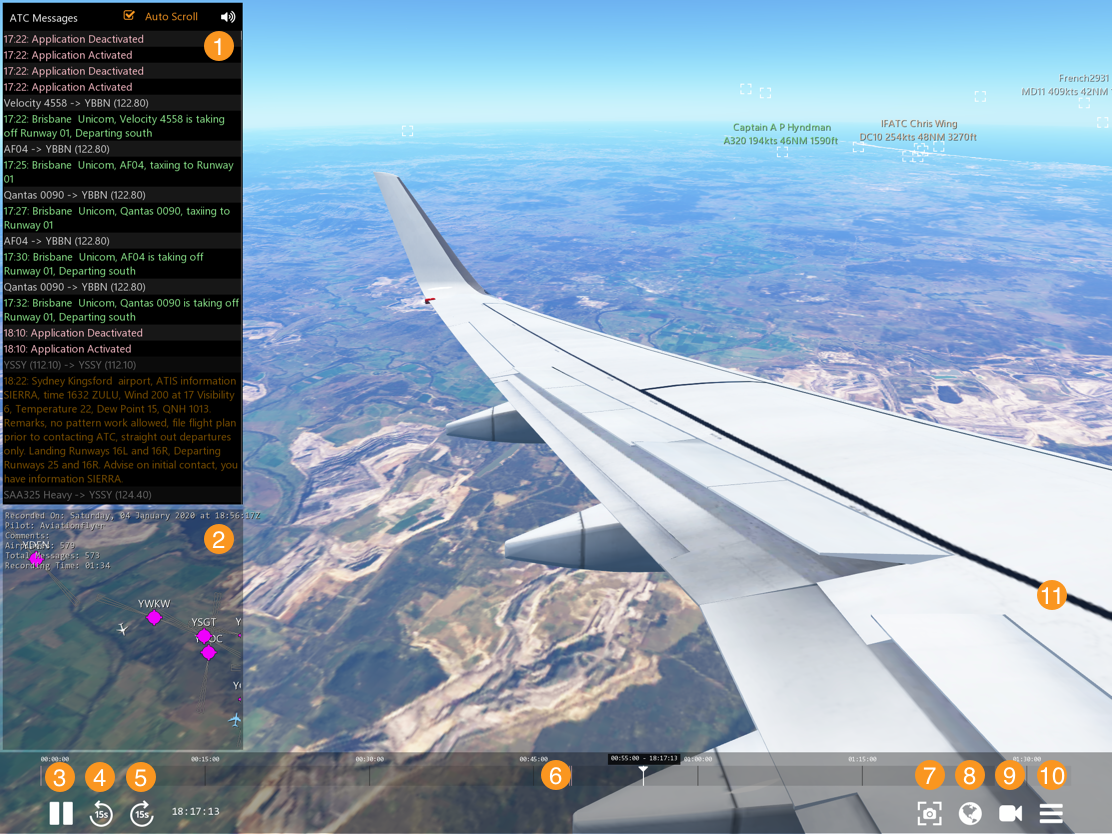 ATC Messages
Auto Scroll
1
17:22: Application Deactivated
17:22: Application Activated
17:22: Application Deactivated
17:22: Application Activated
Velocity 4558 -> YBBN (122.80)
17:22: Brisbane Unicom, Velocity 4558 is taking
off Runway 01, Departing south
AF04 -> YBBN (122.80)
17:25: Brisbane Unicom, AF04, taxiing to Runway
01
Qantas 0090 -> YBBN (122.80)
17:27: Brisbane Unicom, Qantas 0090, taxiing to
Runway 01
AF04 -> YBBN (122.80)
17:30: Brisbane Unicom, AF04 is taking off
Runway 01, Departing south
Qantas 0090 -> YBBN (122.80)
17:32: Brisbane Unicom, Qantas 0090 is taking off
Runway 01, Departing south
18:10: Application Deactivated
18:10: Application Activated
YSSY (112.10) -> YSSY (112.10)
18:22: Sydney Kingsford airport, ATIS information
SIERRA, time 1632 ZULU, Wind 200 at 17 Visibility
6, Temperature 22, Dew Point 15, QNH 1013.
Remarks, no pattern work allowed, file flight plan
prior to contacting ATC, straight out departures
only. Landing Runways 16L and 16R, Departing
Runways 25 and 16R. Advise on initial contact, you
have information SIERRA.
SAA325 Heavy -> YSSY (124.40)
French2931
MD11 409kts 42NM
Captain A P Hyndman
A320 194kts 46NM 1590ft
IFATC Chris Wing
DC10 254kts 48NM 3270ft
Recorded On: Saturday, 04 January 2020 at 18:56:17Z
Pilot: Aviationflyer
Comments:
Total Messages: 573
Recording Time: 01:34
2
YWKW
YSGT
11
00:00:00
00:15:00
00:30:00
00:45:00
00:55:00 - 18:17:13
01:00:00
01:15:00
01:30:00
3
4
5
6
7
8
9
10
15s
15s
18:17:13